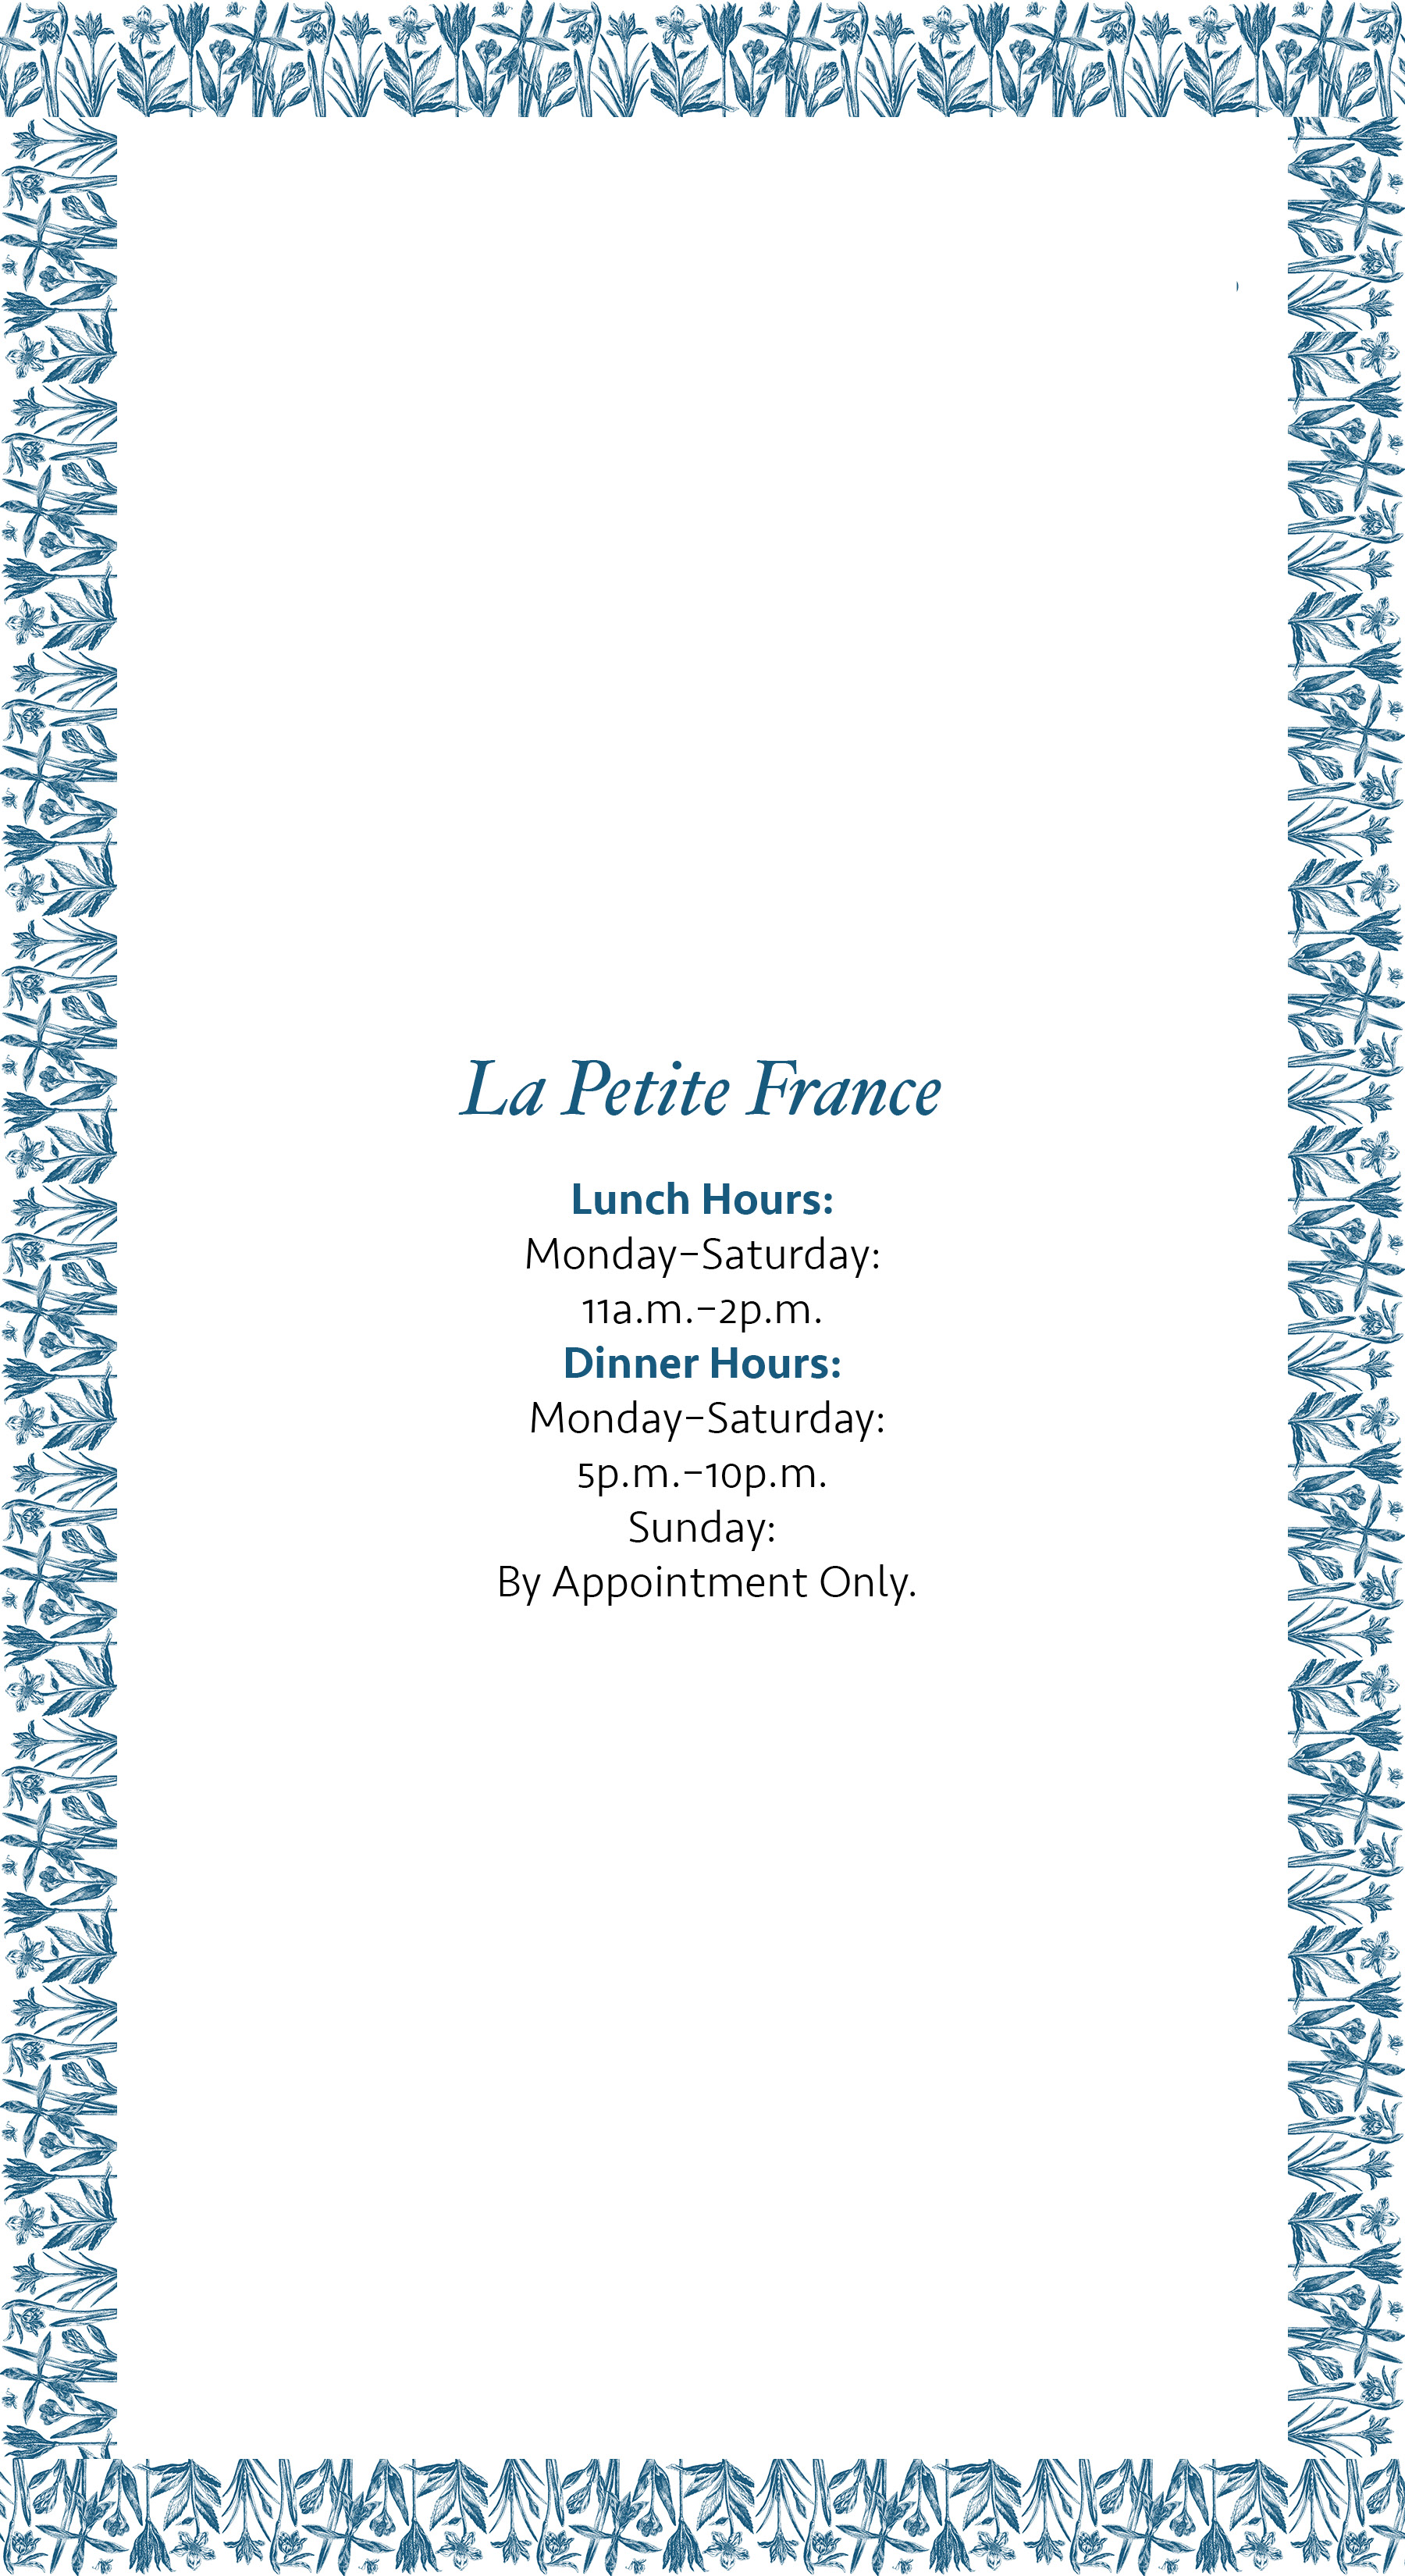 La Petite France
Lunch Hours:
Monday–Saturday:
11a.m.–2p.m.
Dinner Hours:
Monday–Saturday:
5p.m.–10p.m.
Sunday:
By Appointment Only.